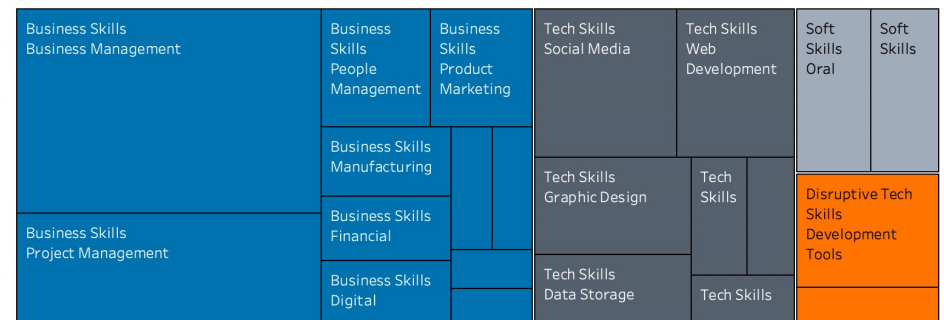 Business Skills
Business Management
Business
Skills
People
Management
Business
Skills
Product
Marketing
Business Skills
Manufacturing
Business Skills
Financial
Business Skills
Digital
Business Skills
Project Management
Tech Skills
Social Media
Tech Skills
Web
Development
Tech Skills
Graphic Design
Tech
Skills
Tech Skills
Data Storage
Tech Skills
Soft
Skills
Oral
Soft
Skills
Disruptive Tech
Skills
Development
Tools